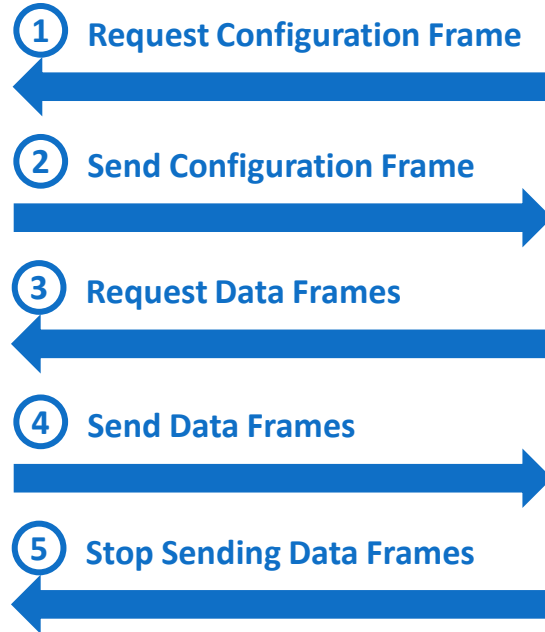 1 Request Configuration Frame
2 Send Configuration Frame
3 Request Data Frames
4 Send Data Frames
5 Stop Sending Data Frames